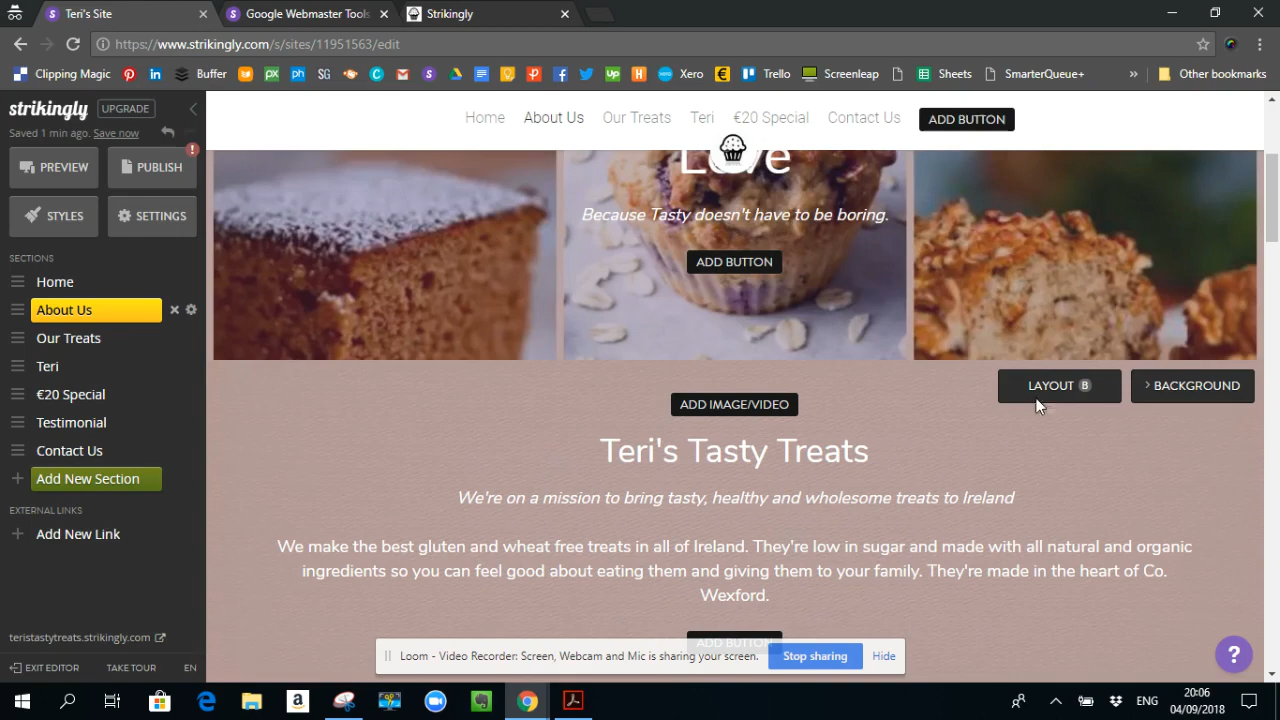 Teri's Site
Google Webmaster Tools
Strikingly
https://www.strikingly.com/s/sites/11951563/edit
Clipping Magic
Buffer
Xero
Trello
Screenleap
Sheets
SmarterQueue+
»
Other bookmarks
strikingly
UPGRADE
Saved 1 min ago. Save now
PREVIEW
PUBLISH
!
STYLES
SETTINGS
SECTIONS
Home
About Us
Our Treats
Teri
€20 Special
Testimonial
Contact Us
Add New Section
EXTERNAL LINKS
Add New Link
teristastytreats.strikingly.com
EXIT EDITOR
TAKE TOUR
EN
Home
About Us
Our Treats
Teri
€20 Special
Contact Us
ADD BUTTON
Love
Because Tasty doesn't have to be boring.
ADD BUTTON
LAYOUT B
> BACKGROUND
ADD IMAGE/VIDEO
Teri's Tasty Treats
We're on a mission to bring tasty, healthy and wholesome treats to Ireland
We make the best gluten and wheat free treats in all of Ireland. They're low in sugar and made with all natural and organic
ingredients so you can feel good about eating them and giving them to your family. They're made in the heart of Co.
Wexford.
ADD BUTTON
Loom - Video Recorder: Screen, Webcam and Mic is sharing your screen.
Stop sharing
Hide
?
ENG
20:06
04/09/2018